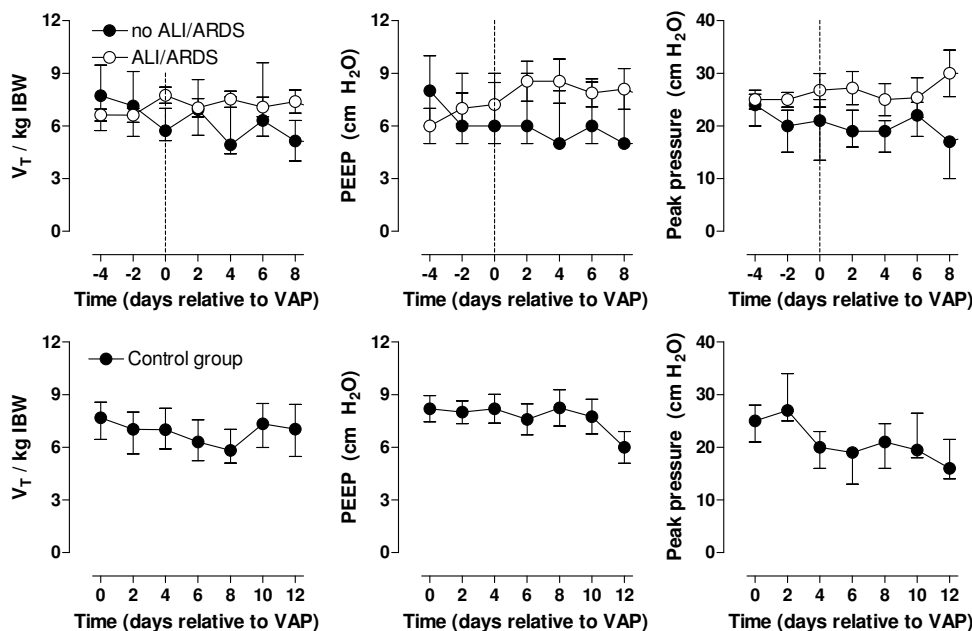 12
9
6
3
0
V_T / kg IBW
no ALI/ARDS
ALI/ARDS
-4 -2 0 2 4 6 8
Time (days relative to VAP)
12
9
6
3
0
PEEP (cm H₂O)
-4 -2 0 2 4 6 8
Time (days relative to VAP)
40
30
20
10
0
Peak pressure (cm H₂O)
-4 -2 0 2 4 6 8
Time (days relative to VAP)
12
9
6
3
0
V_T / kg IBW
Control group
0 2 4 6 8 10 12
Time (days relative to VAP)
12
9
6
3
0
PEEP (cm H₂O)
0 2 4 6 8 10 12
Time (days relative to VAP)
40
30
20
10
0
Peak pressure (cm H₂O)
0 2 4 6 8 10 12
Time (days relative to VAP)